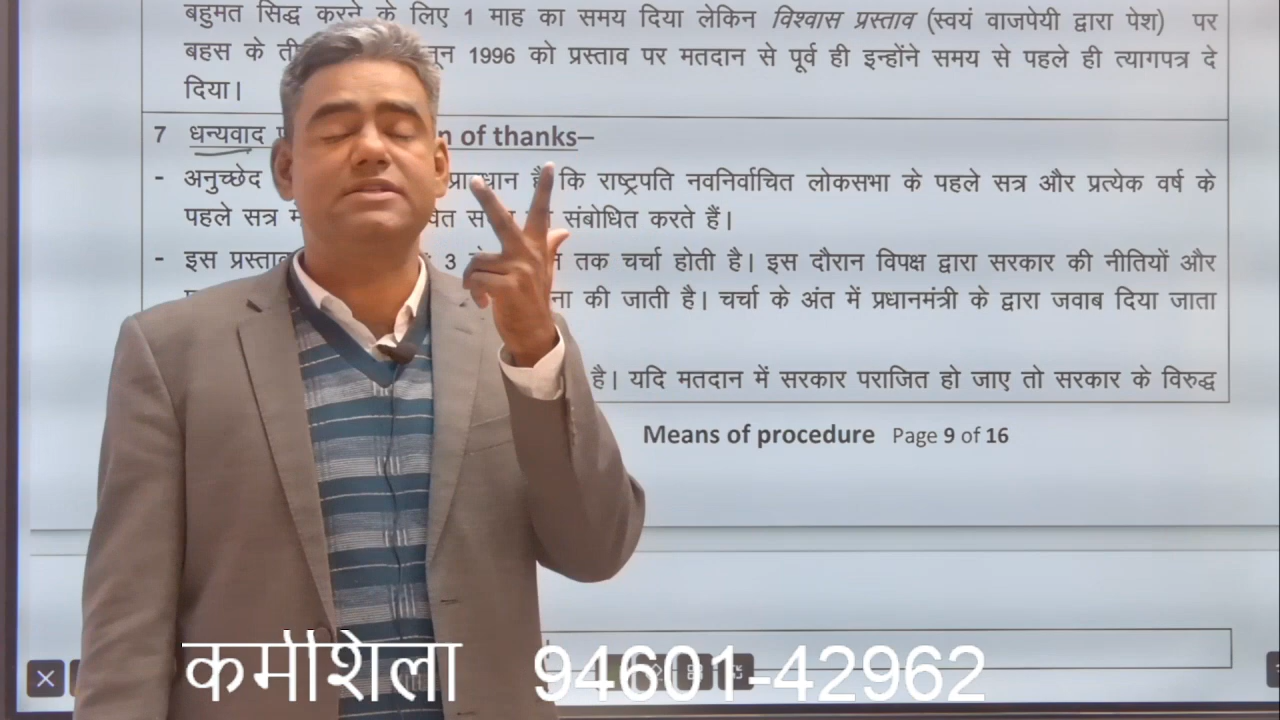 बहुमत सिद्ध करने के लिए 1 माह का समय दिया लेकिन विश्वास प्रस्ताव (स्वयं वाजपेयी द्वारा पेश) पर
बहस के 1996 को प्रस्ताव पर मतदान से पूर्व ही इन्होंने समय से पहले ही त्यागपत्र दे
दिया।
7 धन्यवाद of thanks–
- अनुच्छेद कि राष्ट्रपति नवनिर्वाचित लोकसभा के पहले सत्र और प्रत्येक वर्ष के
पहले सत्र संबोधित करते हैं।
- इस 3 तक चर्चा होती है। इस दौरान विपक्ष द्वारा सरकार की नीतियों और
की जाती है। चर्चा के अंत में प्रधानमंत्री के द्वारा जवाब दिया जाता
है। यदि मतदान में सरकार पराजित हो जाए तो सरकार के विरुद्ध
Means of procedure Page 9 of 16
कर्मशिला 94601-42962